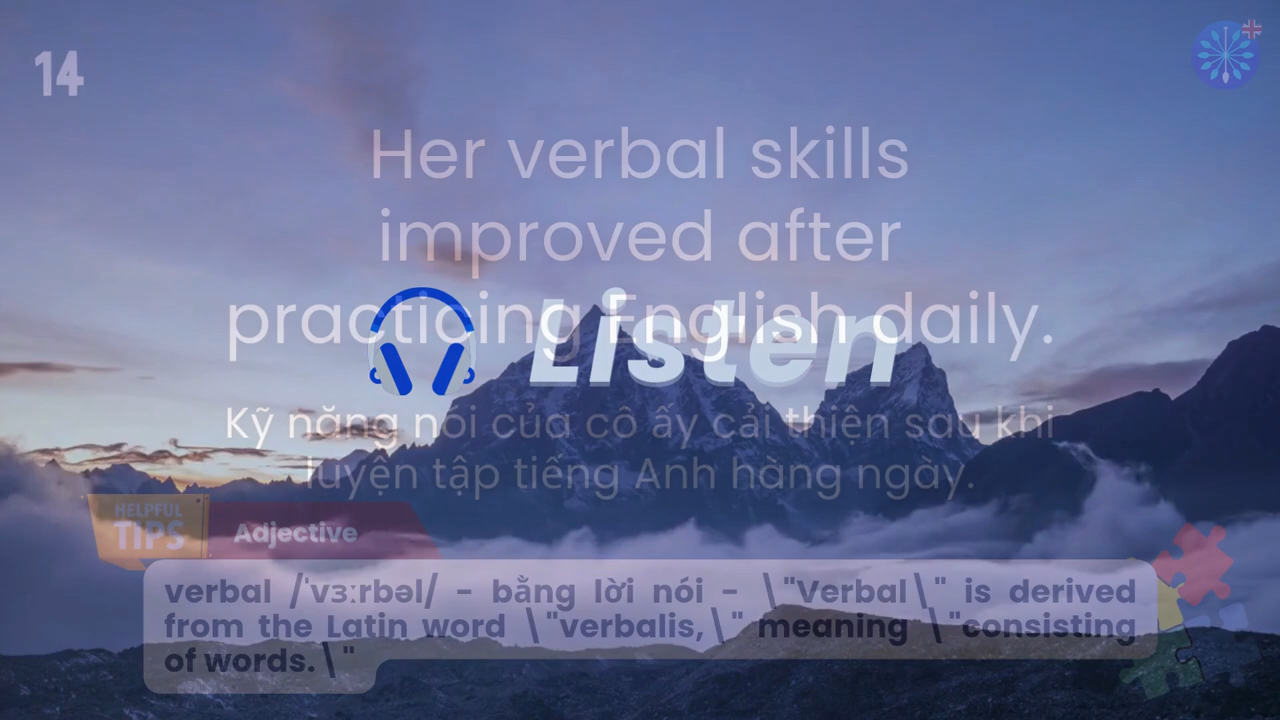 14
Her verbal skills
improved after
practicing English daily.
Listen
Kỹ năng nói của cô ấy cải thiện sau khi
luyện tập tiếng Anh hàng ngày.
HELPFUL
TIPS
Adjective
verbal /ˈvɜːrbəl/ - bằng lời nói - \"Verbal\" is derived
from the Latin word \"verbalis,\" meaning \"consisting
of words.\"